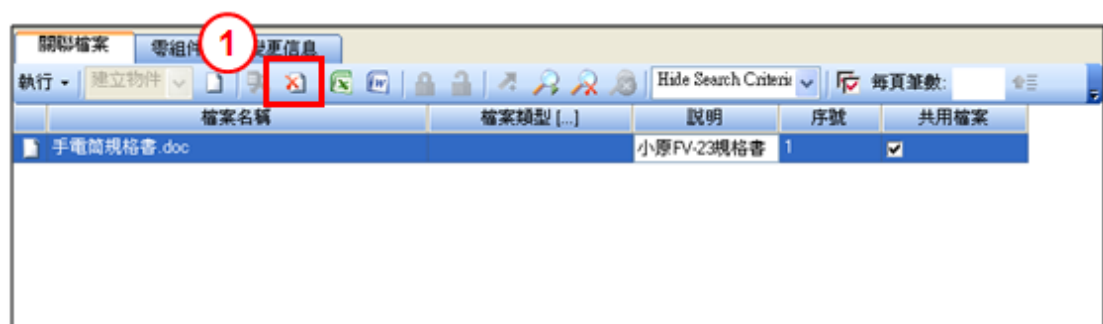 關聯檔案 零組件 變更信息
1
執行 建立物件 Hide Search Criteria 每頁筆數:
檔案名稱 檔案類型 [...] 說明 序號 共用檔案
手電筒規格書.doc 小原FV-23規格書 1